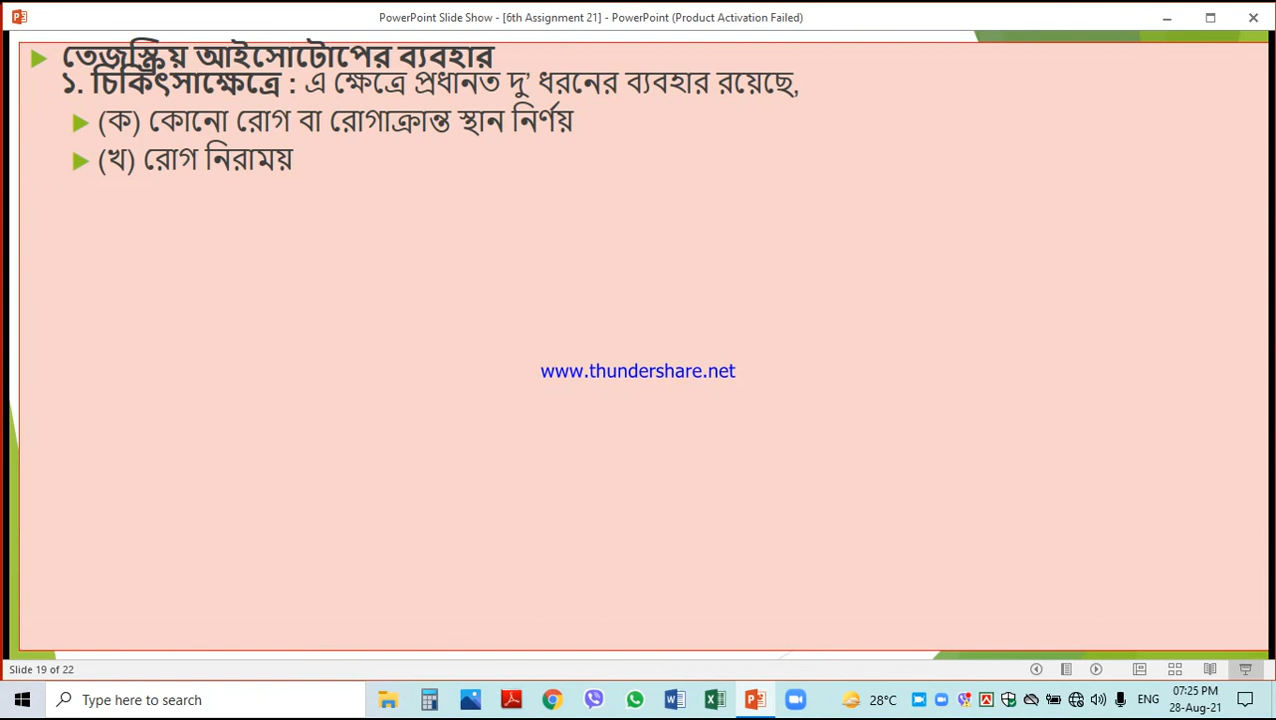 PowerPoint Slide Show - [6th Assignment 21] - PowerPoint (Product Activation Failed)
তেজস্ক্রিয় আইসোটোপের ব্যবহার
১. চিকিৎসাক্ষেত্রে : এ ক্ষেত্রে প্রধানত দু’ ধরনের ব্যবহার রয়েছে,
(ক) কোনো রোগ বা রোগাক্রান্ত স্থান নির্ণয়
(খ) রোগ নিরাময়
www.thundershare.net
Slide 19 of 22
Type here to search
28°C
ENG
07:25 PM
28-Aug-21